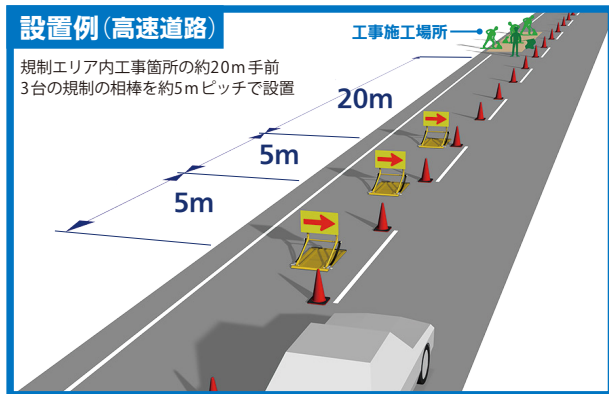 設置例(高速道路)
工事施工場所
規制エリア内工事箇所の約20m手前
3台の規制の相棒を約5mピッチで設置
20m
5m
5m